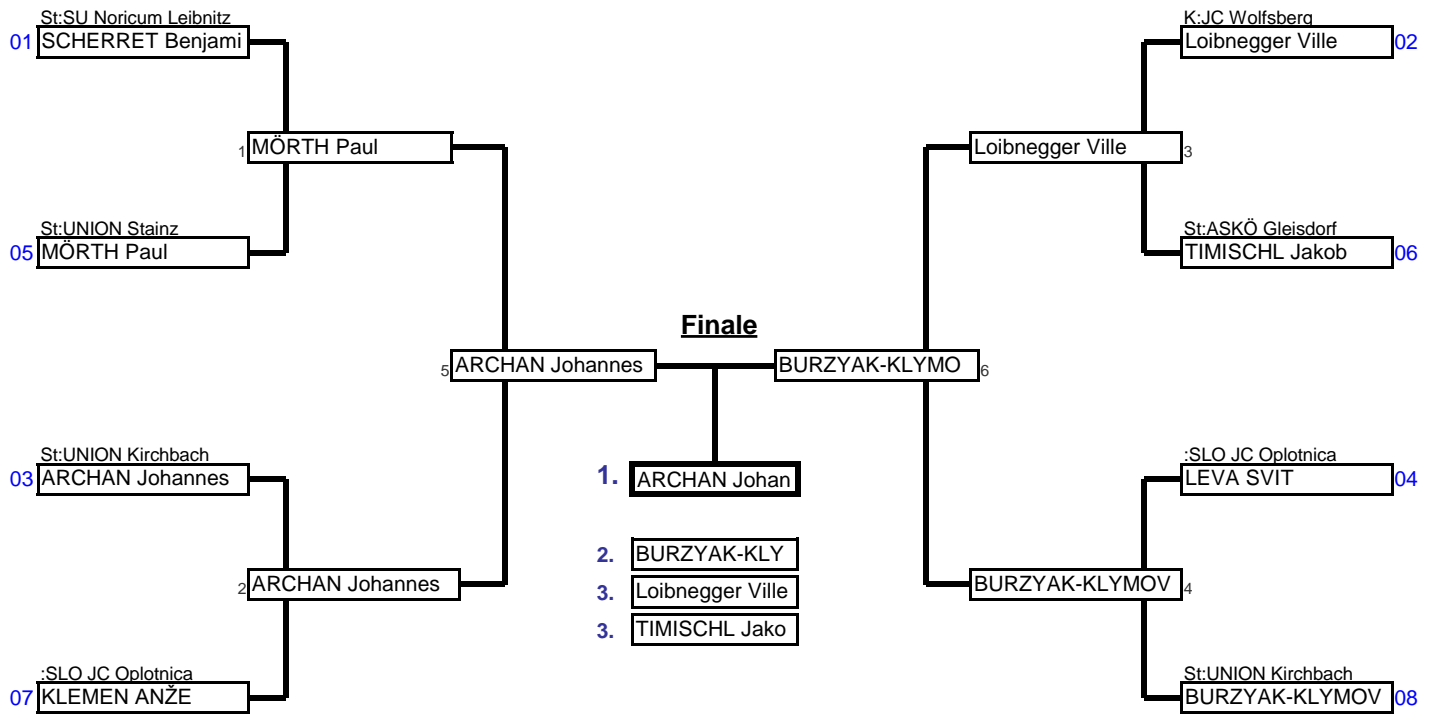 St:SU Noricum Leibnitz
01 SCHERRET Benjami
1 MÖRTH Paul
St:UNION Stainz
05 MÖRTH Paul
5 ARCHAN Johannes
St:UNION Kirchbach
03 ARCHAN Johannes
2 ARCHAN Johannes
:SLO JC Oplotnica
07 KLEMEN ANŽE
Finale
1. ARCHAN Johan
2. BURZYAK-KLY
3. Loibnegger Ville
3. TIMISCHL Jako
K:JC Wolfsberg
Loibnegger Ville 02
Loibnegger Ville 3
St:ASKÖ Gleisdorf
TIMISCHL Jakob 06
BURZYAK-KLYMO 6
:SLO JC Oplotnica
LEVA SVIT 04
BURZYAK-KLYMOV 4
St:UNION Kirchbach
BURZYAK-KLYMOV 08